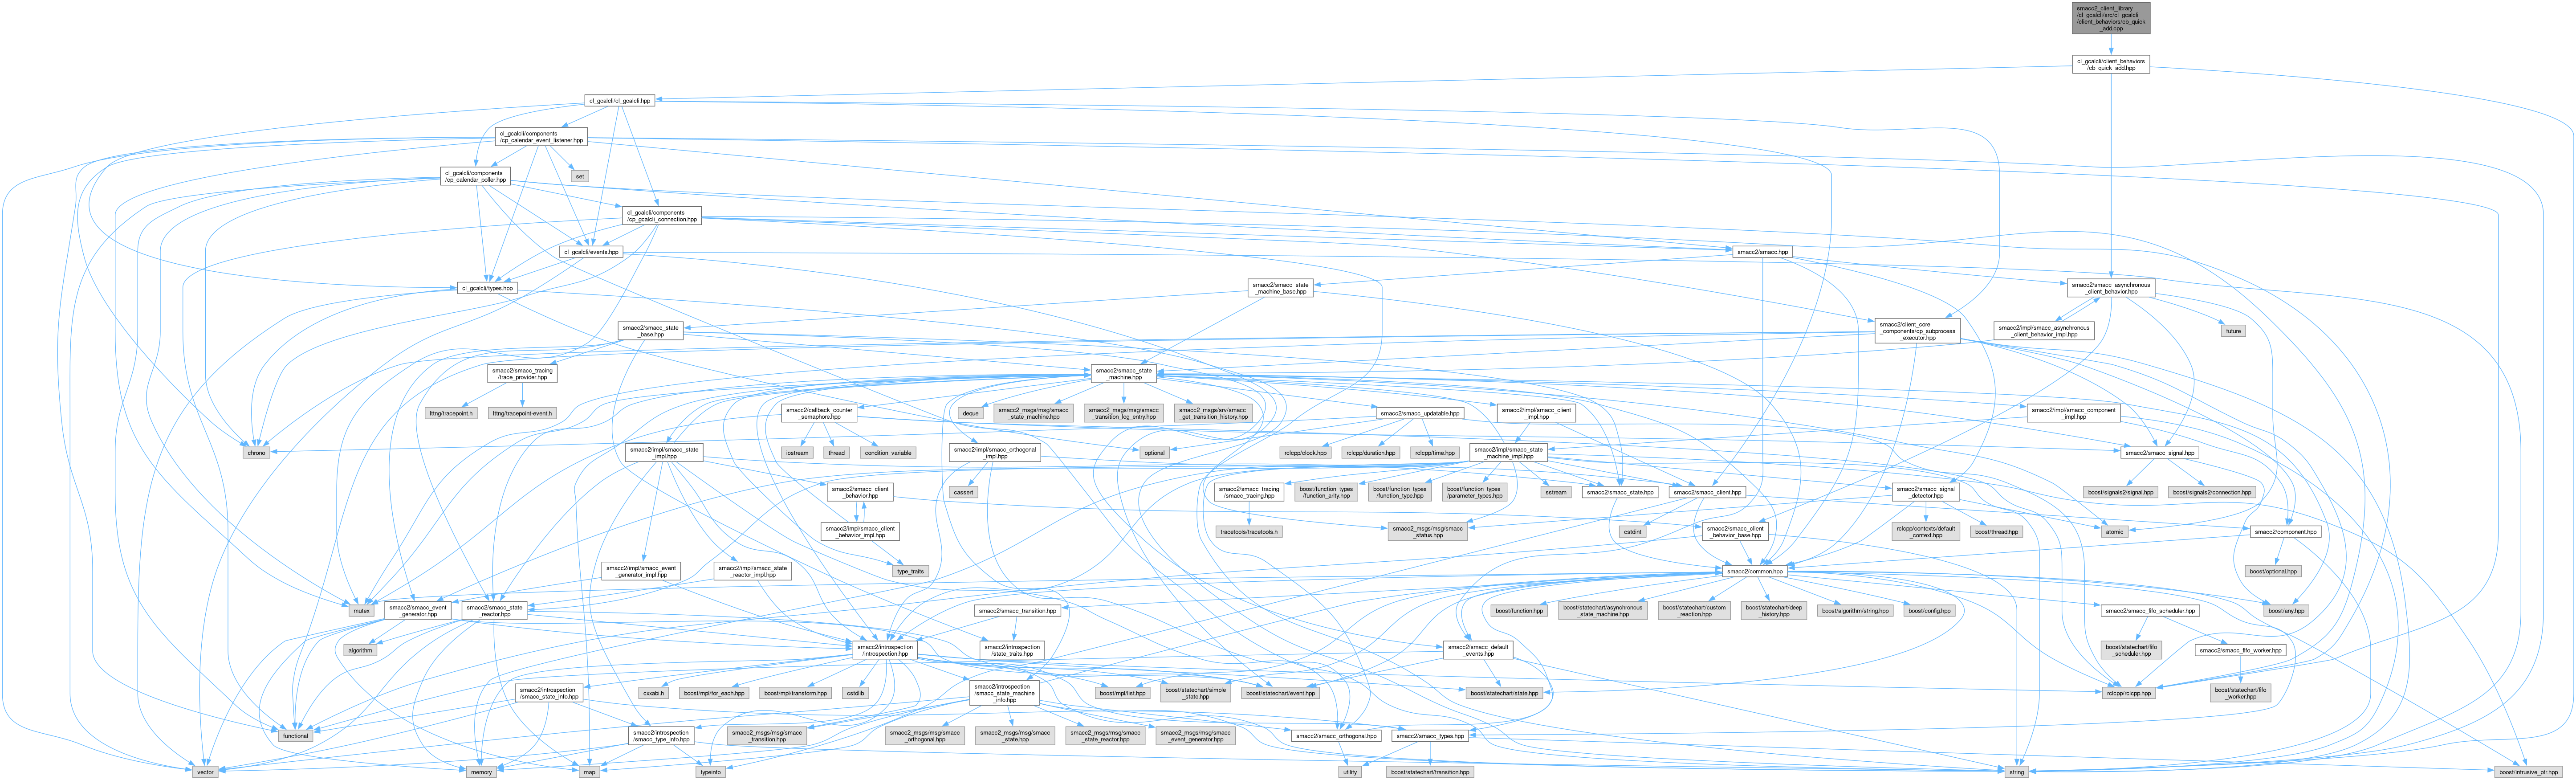 smacc2_client_library
/cl_gcalcli/src/cl_gcalcli
/client_behaviors/cb_quick
_add.cpp
cl_gcalcli/client_behaviors
/cb_quick_add.hpp
cl_gcalcli/cl_gcalcli.hpp
cl_gcalcli/components
/cp_calendar_event_listener.hpp
cl_gcalcli/components
/cp_calendar_poller.hpp
set
cl_gcalcli/components
/cp_gcalcli_connection.hpp
cl_gcalcli/events.hpp
smacc2/smacc.hpp
cl_gcalcli/types.hpp
smacc2/smacc_state
_machine_base.hpp
smacc2/smacc_asynchronous
_client_behavior.hpp
smacc2/smacc_state
_base.hpp
smacc2/client_core
_components/cp_subprocess
_executor.hpp
smacc2/impl/smacc_asynchronous
_client_behavior_impl.hpp
future
smacc2/smacc_tracing
/trace_provider.hpp
smacc2/smacc_state
_machine.hpp
lttng/tracepoint.h
lttng/tracepoint-event.h
smacc2/callback_counter
_semaphore.hpp
deque
smacc2_msgs/msg/smacc
_state_machine.hpp
smacc2_msgs/msg/smacc
_transition_log_entry.hpp
smacc2_msgs/srv/smacc
_get_transition_history.hpp
smacc2/smacc_updatable.hpp
smacc2/impl/smacc_client
_impl.hpp
smacc2/impl/smacc_component
_impl.hpp
chrono
smacc2/impl/smacc_state
_impl.hpp
iostream
thread
condition_variable
smacc2/impl/smacc_orthogonal
_impl.hpp
optional
rclcpp/clock.hpp
rclcpp/duration.hpp
rclcpp/time.hpp
smacc2/impl/smacc_state
_machine_impl.hpp
smacc2/smacc_signal.hpp
smacc2/smacc_client
_behavior.hpp
cassert
smacc2/smacc_tracing
/smacc_tracing.hpp
boost/function_types
/function_arity.hpp
boost/function_types
/function_type.hpp
boost/function_types
/parameter_types.hpp
sstream
smacc2/smacc_state.hpp
smacc2/smacc_client.hpp
smacc2/smacc_signal
_detector.hpp
boost/signals2/signal.hpp
boost/signals2/connection.hpp
smacc2/impl/smacc_client
_behavior_impl.hpp
tracetools/tracetools.h
smacc2_msgs/msg/smacc
_status.hpp
cstdint
smacc2/smacc_client
_behavior_base.hpp
rclcpp/contexts/default
_context.hpp
boost/thread.hpp
atomic
smacc2/component.hpp
smacc2/impl/smacc_event
_generator_impl.hpp
smacc2/impl/smacc_state
_reactor_impl.hpp
type_traits
smacc2/common.hpp
boost/optional.hpp
mutex
smacc2/smacc_event
_generator.hpp
smacc2/smacc_state
_reactor.hpp
smacc2/smacc_transition.hpp
boost/function.hpp
boost/statechart/asynchronous
_state_machine.hpp
boost/statechart/custom
_reaction.hpp
boost/statechart/deep
_history.hpp
boost/algorithm/string.hpp
boost/config.hpp
smacc2/smacc_fifo_scheduler.hpp
boost/any.hpp
algorithm
smacc2/introspection
/introspection.hpp
smacc2/introspection
/state_traits.hpp
smacc2/smacc_default
_events.hpp
boost/statechart/fifo
_scheduler.hpp
smacc2/smacc_fifo_worker.hpp
smacc2/introspection
/smacc_state_info.hpp
cxxabi.h
boost/mpl/for_each.hpp
boost/mpl/transform.hpp
cstdlib
smacc2/introspection
/smacc_state_machine
_info.hpp
boost/mpl/list.hpp
boost/statechart/simple
_state.hpp
boost/statechart/event.hpp
boost/statechart/state.hpp
rclcpp/rclcpp.hpp
boost/statechart/fifo
_worker.hpp
functional
smacc2/introspection
/smacc_type_info.hpp
smacc2_msgs/msg/smacc
_transition.hpp
smacc2_msgs/msg/smacc
_orthogonal.hpp
smacc2_msgs/msg/smacc
_state.hpp
smacc2_msgs/msg/smacc
_state_reactor.hpp
smacc2_msgs/msg/smacc
_event_generator.hpp
smacc2/smacc_orthogonal.hpp
smacc2/smacc_types.hpp
vector
memory
map
typeinfo
utility
boost/statechart/transition.hpp
string
boost/intrusive_ptr.hpp